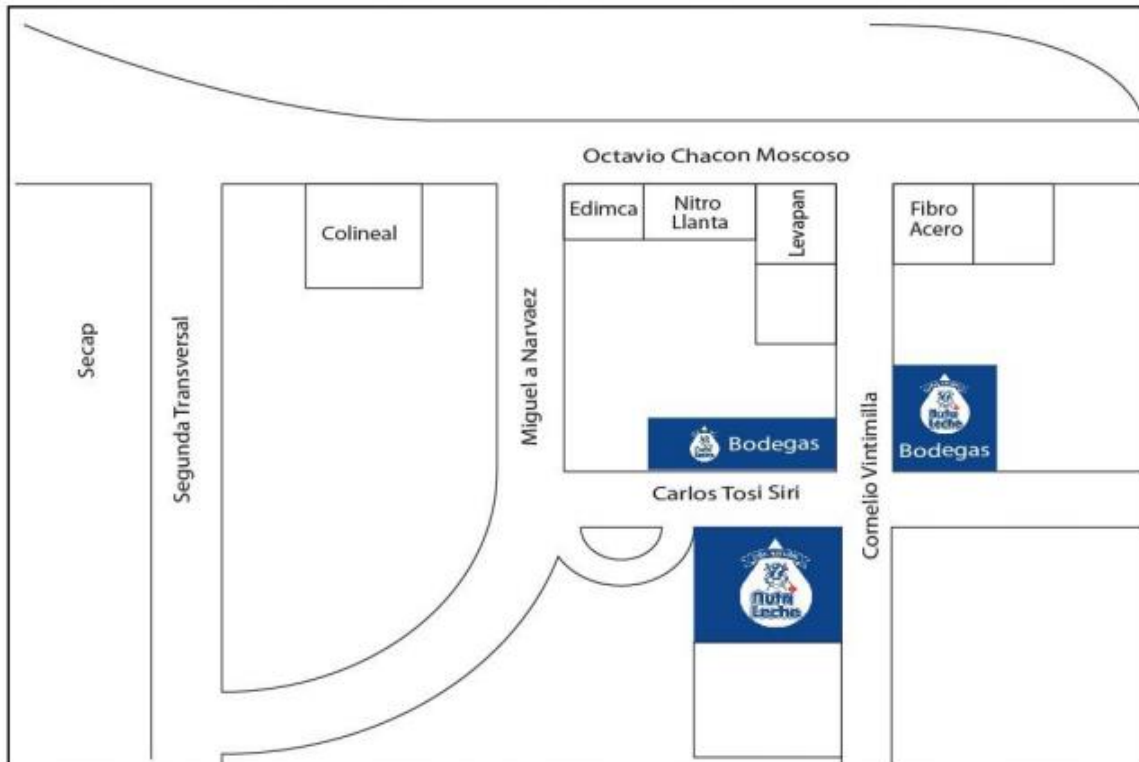 Octavio Chacon Moscoso
Edimca
Nitro
Llanta
Levapan
Fibro
Acero
Colineal
Secap
Segunda Transversal
Miguel a Narvaez
Cornelio Vintimilla
Bodegas
Nutri
Leche
Bodegas
Carlos Tosi Siri
Nutri
Leche